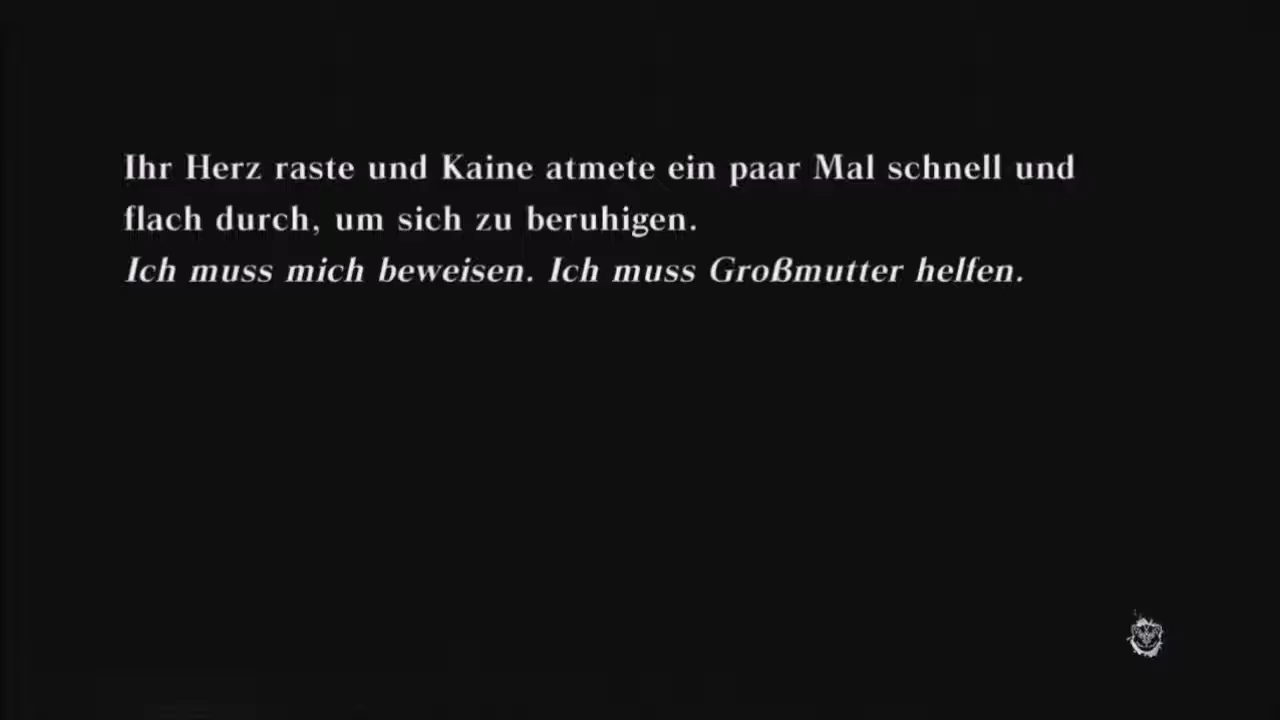 Ihr Herz raste und Kaine atmete ein paar Mal schnell und
flach durch, um sich zu beruhigen.
Ich muss mich beweisen. Ich muss Großmutter helfen.